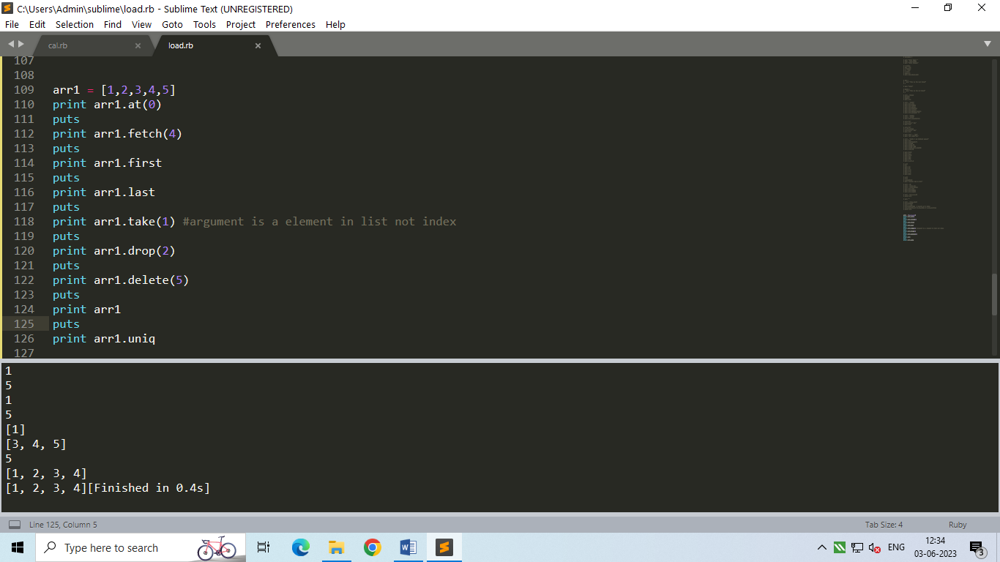 C:\Users\Admin\sublime\load.rb - Sublime Text (UNREGISTERED)
File Edit Selection Find View Goto Tools Project Preferences Help
cal.rb load.rb
107
108
109 arr1 = [1,2,3,4,5]
110 print arr1.at(0)
111 puts
112 print arr1.fetch(4)
113 puts
114 print arr1.first
115 puts
116 print arr1.last
117 puts
118 print arr1.take(1) #argument is a element in list not index
119 puts
120 print arr1.drop(2)
121 puts
122 print arr1.delete(5)
123 puts
124 print arr1
125 puts
126 print arr1.uniq
127
1
5
1
5
[1]
[3, 4, 5]
5
[1, 2, 3, 4]
[1, 2, 3, 4][Finished in 0.4s]
Line 125, Column 5 Tab Size: 4 Ruby
Type here to search ENG 12:34
03-06-2023 3